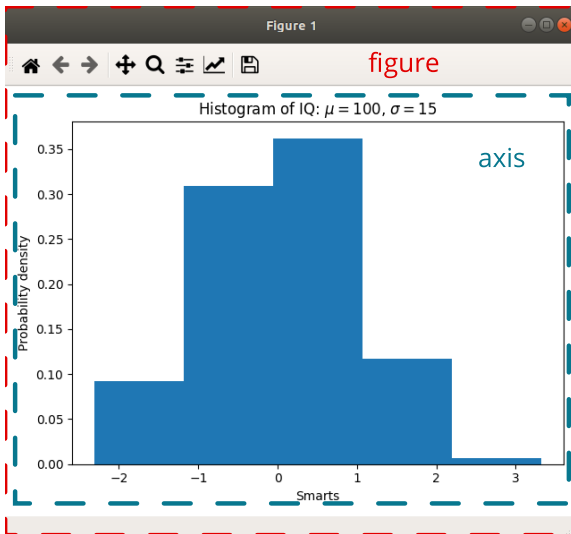 Figure 1
figure
Histogram of IQ: μ = 100, σ = 15
axis
Probability density
0.35
0.30
0.25
0.20
0.15
0.10
0.05
0.00
−2 −1 0 1 2 3
Smarts